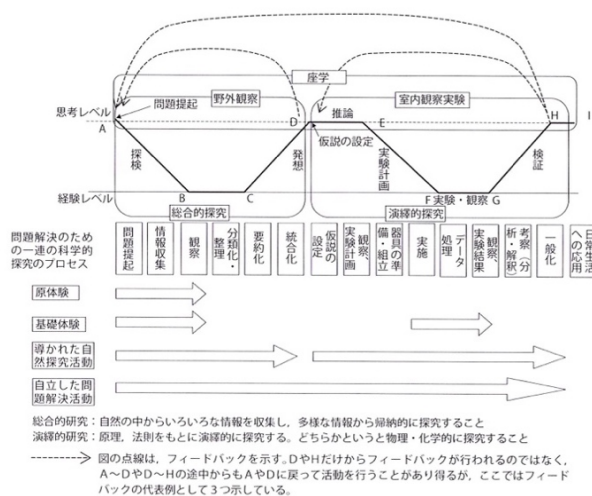 座学
野外観察
室内観察実験
問題提起
推論
思考レベル
A
D
E
H
I
仮説の設定
探検
発想
実験計画
検証
経験レベル
B
C
F 実験・観察 G
総合的探究
演繹的探究
問題解決のための一連の科学的探究のプロセス
問題提起
情報収集
観察
分類化・整理
要約化
統合化
仮説の設定
観察、実験計画
器具の準備・組立
実施
データ処理
観察、実験結果
考察（分析・解釈）
一般化
日常生活への応用
原体験
基礎体験
導かれた自然探究活動
自立した問題解決活動
総合的研究：自然の中からいろいろな情報を収集し，多様な情報から帰納的に探究すること
演繹的研究：原理，法則をもとに演繹的に探究する。どちらかというと物理・化学的に探究すること
図の点線は，フィードバックを示す。DやHだけからフィードバックが行われるのではなく，
A～DやD～Hの途中からもAやDに戻って活動を行うことがあり得るが，ここではフィード
バックの代表例として3つ示している。